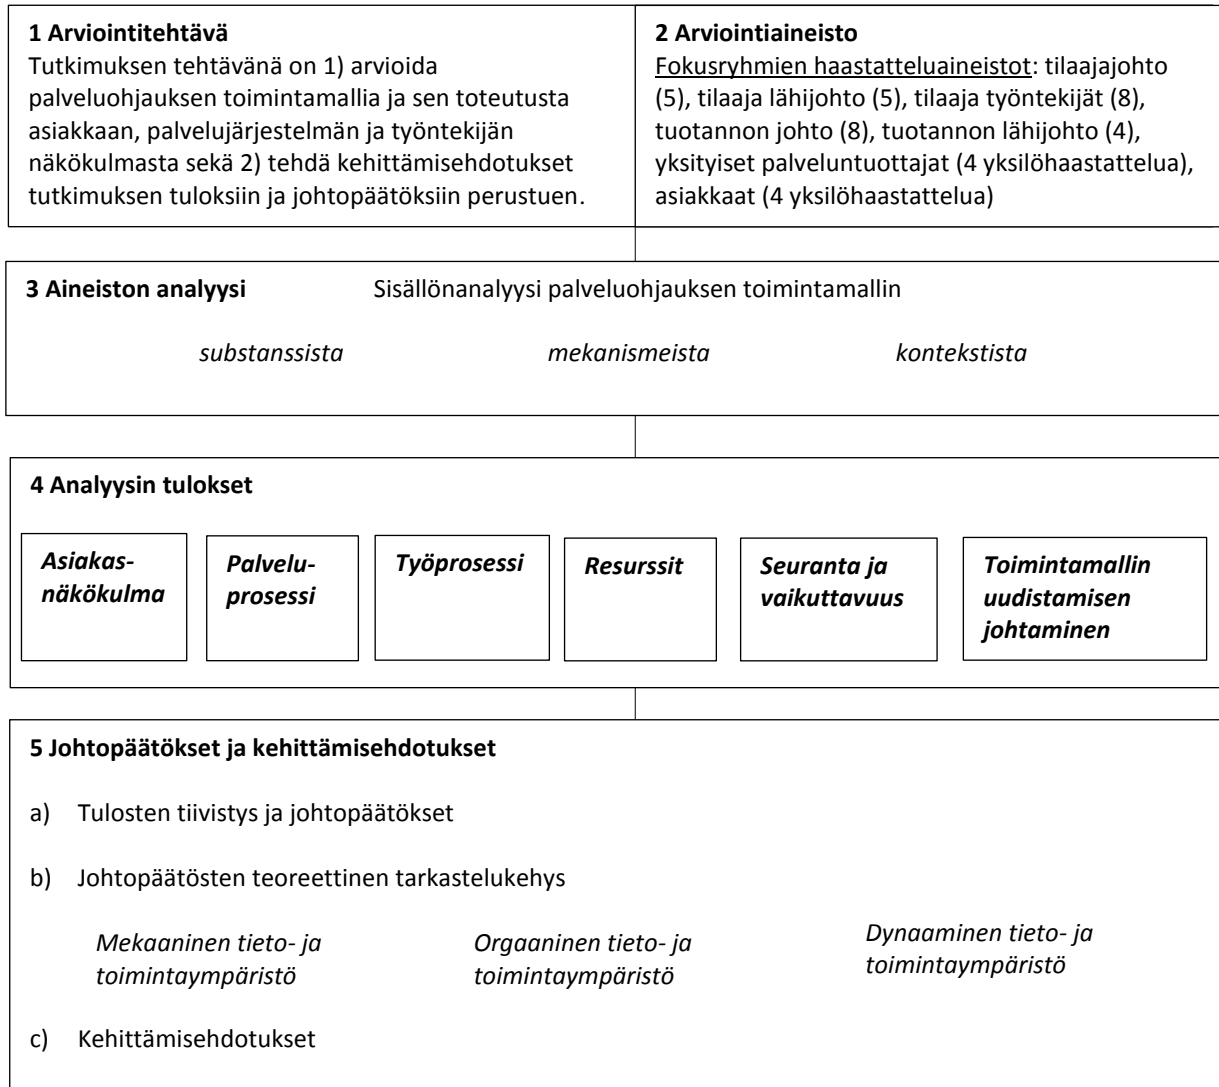 1 Arviointitehtävä
Tutkimuksen tehtävänä on 1) arvioida
palveluohjauksen toimintamallia ja sen toteutusta
asiakkaan, palvelujärjestelmän ja työntekijän
näkökulmasta sekä 2) tehdä kehittämisehdotukset
tutkimuksen tuloksiin ja johtopäätöksiin perustuen.
2 Arviointiaineisto
Fokusryhmien haastatteluaineistot: tilaajajohto
(5), tilaaja lähijohto (5), tilaaja työntekijät (8),
tuotannon johto (8), tuotannon lähijohto (4),
yksityiset palveluntuottajat (4 yksilöhaastattelua),
asiakkaat (4 yksilöhaastattelua)
3 Aineiston analyysi Sisällönanalyysi palveluohjauksen toimintamallin
substanssista mekanismeista kontekstista
4 Analyysin tulokset
Asiakas-
näkökulma
Palvelu-
prosessi
Työprosessi
Resurssit
Seuranta ja
vaikuttavuus
Toimintamallin
uudistamisen
johtaminen
5 Johtopäätökset ja kehittämisehdotukset
a) Tulosten tiivistys ja johtopäätökset
b) Johtopäätösten teoreettinen tarkastelukehys
Mekaaninen tieto- ja
toimintaympäristö
Orgaaninen tieto- ja
toimintaympäristö
Dynaaminen tieto- ja
toimintaympäristö
c) Kehittämisehdotukset